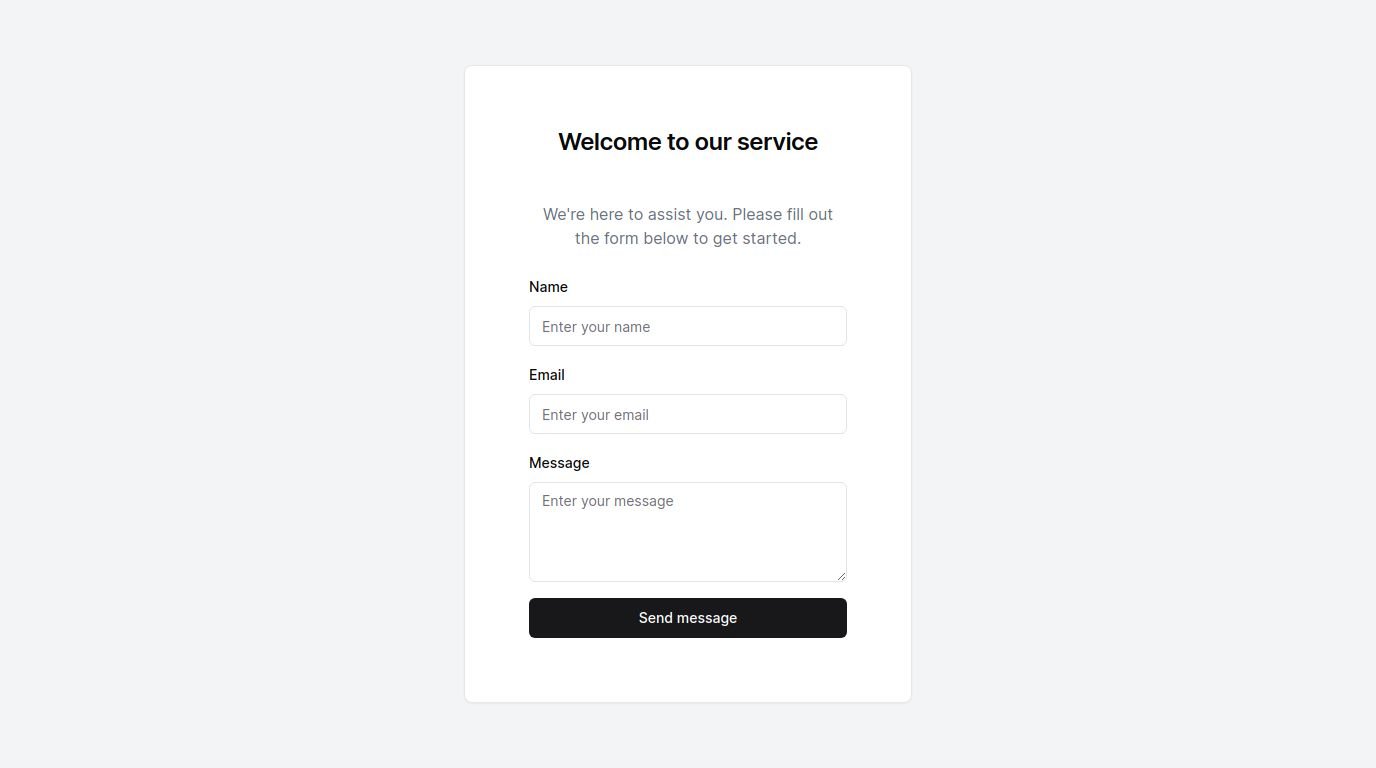 Welcome to our service
We're here to assist you. Please fill out
the form below to get started.
Name
Enter your name
Email
Enter your email
Message
Enter your message
Send message